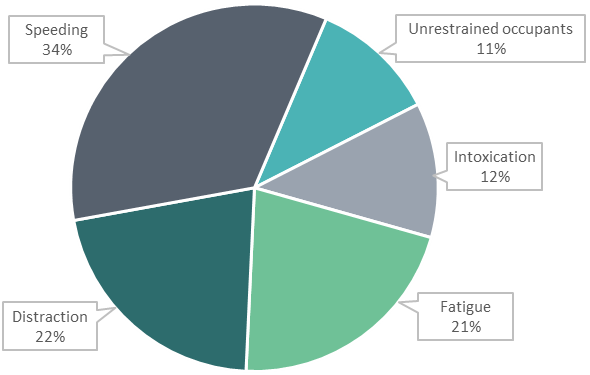 Speeding
34%
Unrestrained occupants
11%
Intoxication
12%
Fatigue
21%
Distraction
22%